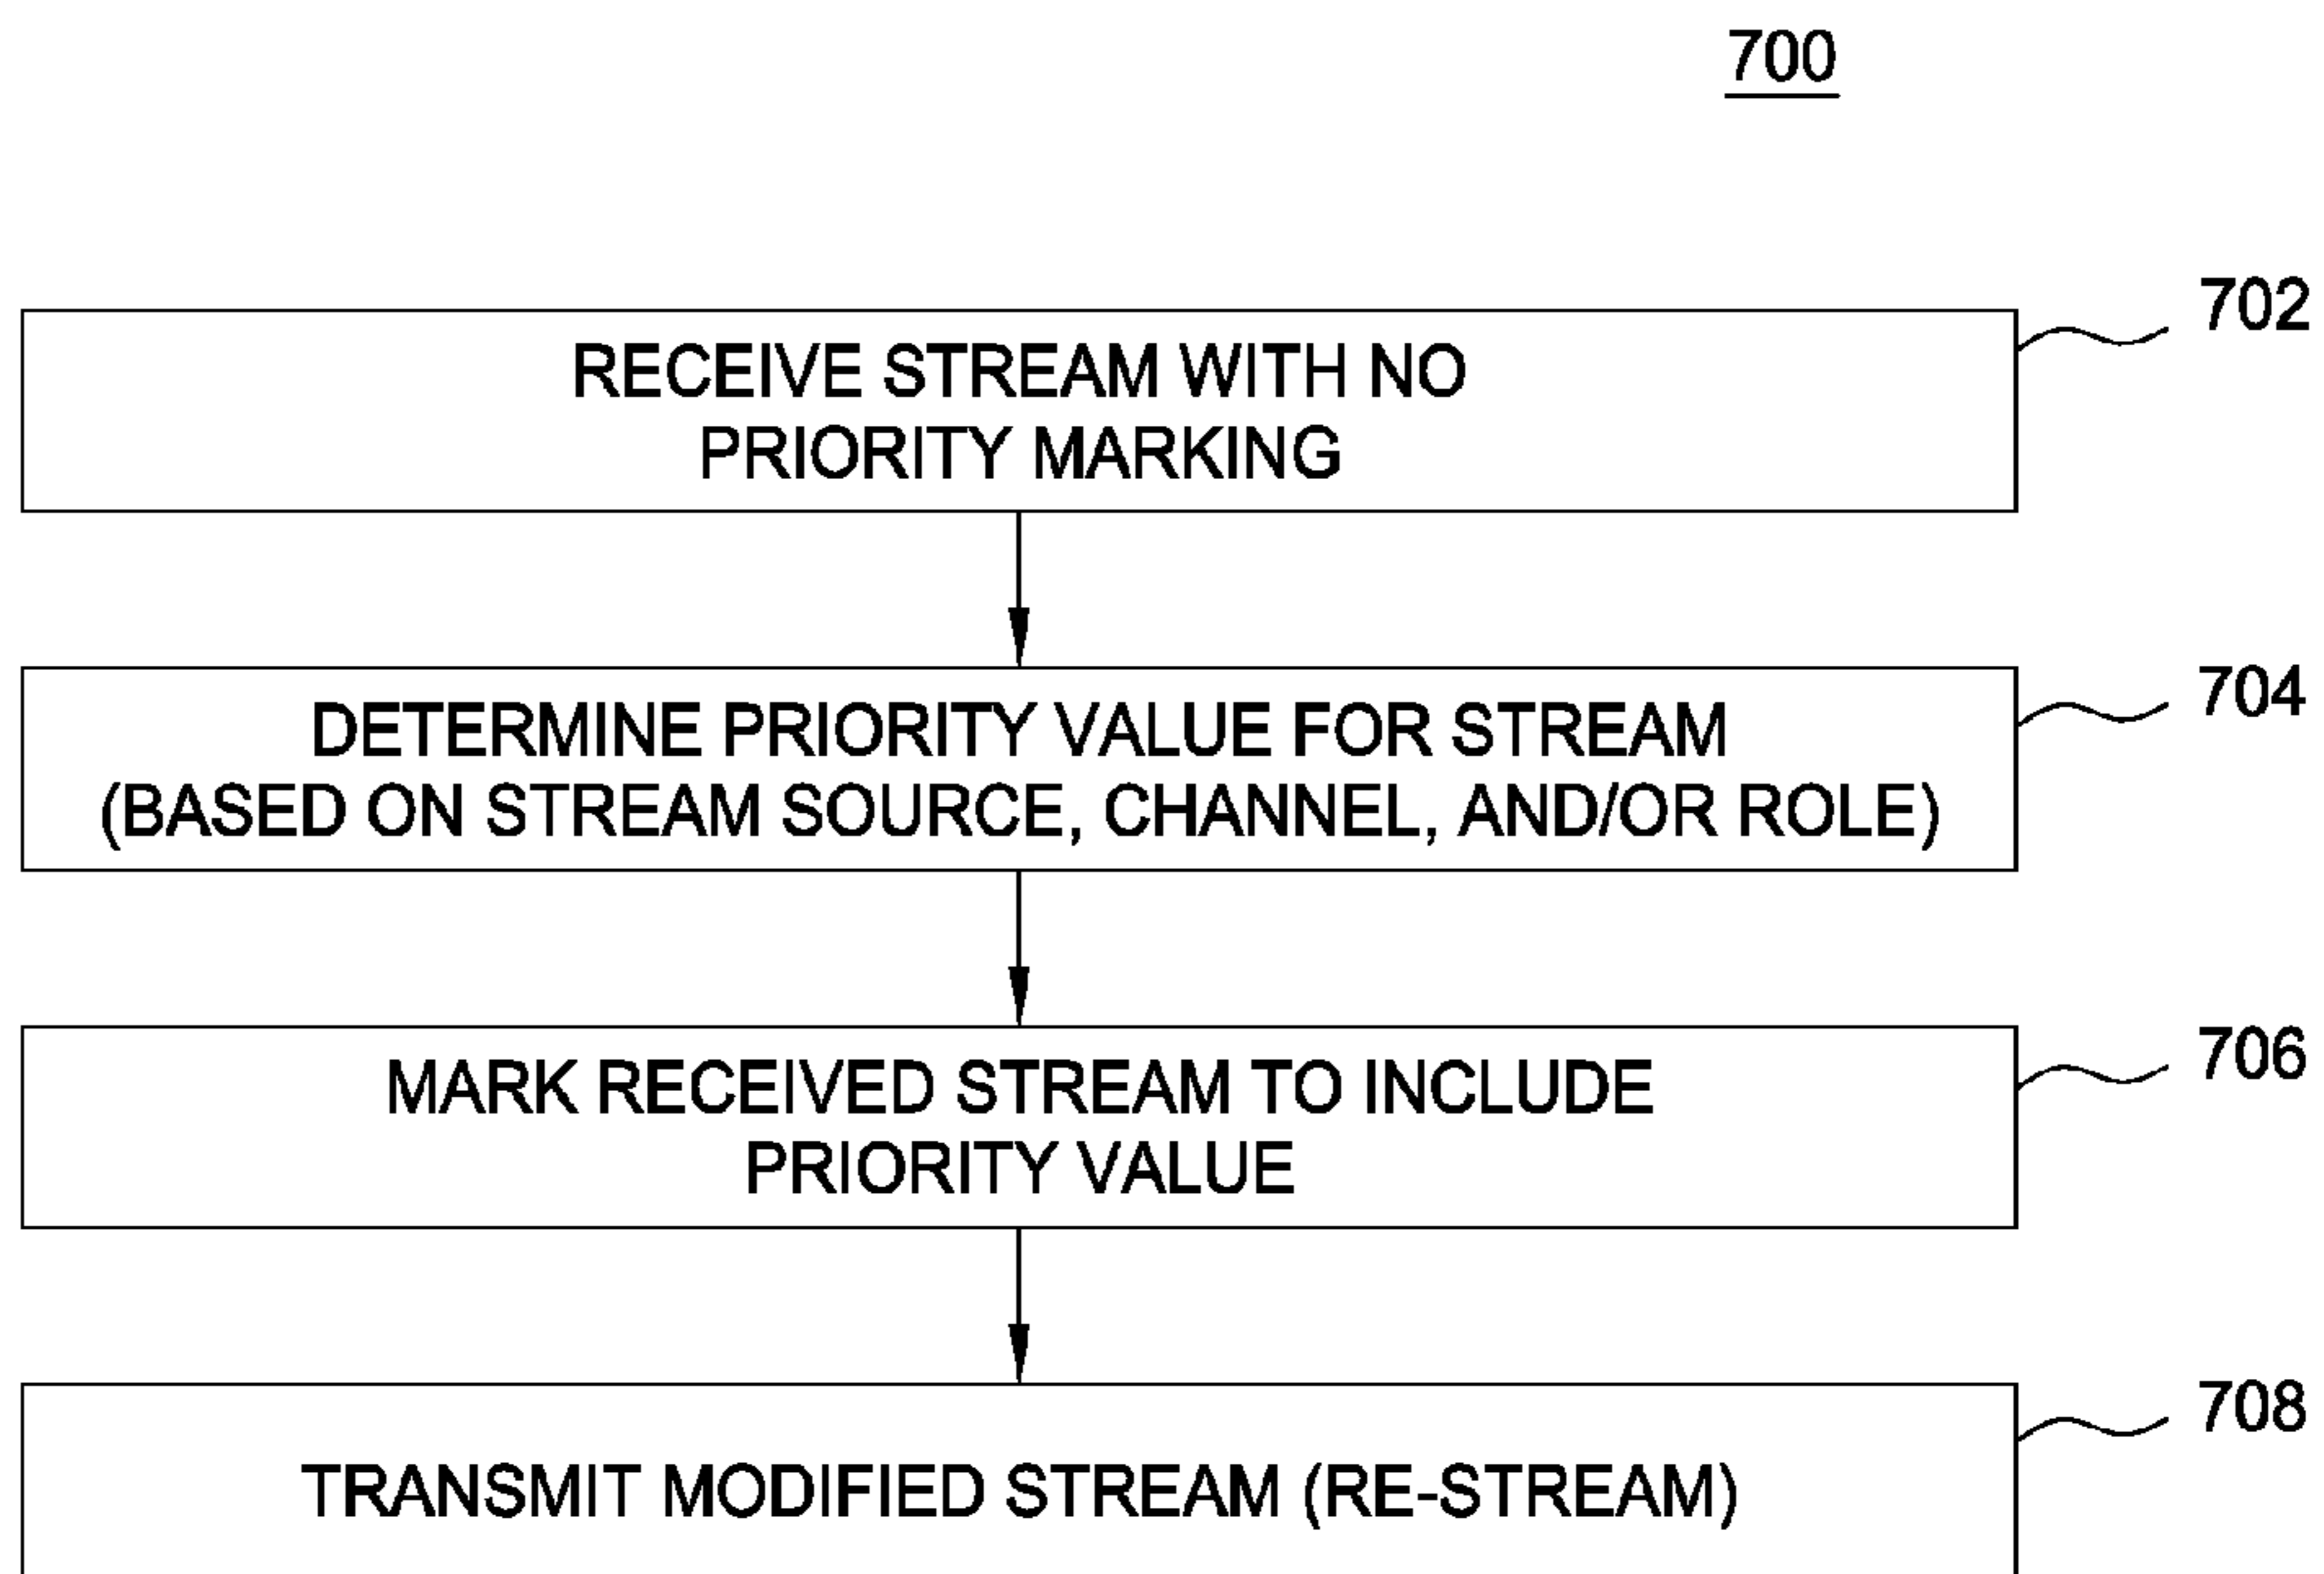 700
702
RECEIVE STREAM WITH NO
PRIORITY MARKING
704
DETERMINE PRIORITY VALUE FOR STREAM
(BASED ON STREAM SOURCE, CHANNEL, AND/OR ROLE)
706
MARK RECEIVED STREAM TO INCLUDE
PRIORITY VALUE
708
TRANSMIT MODIFIED STREAM (RE-STREAM)